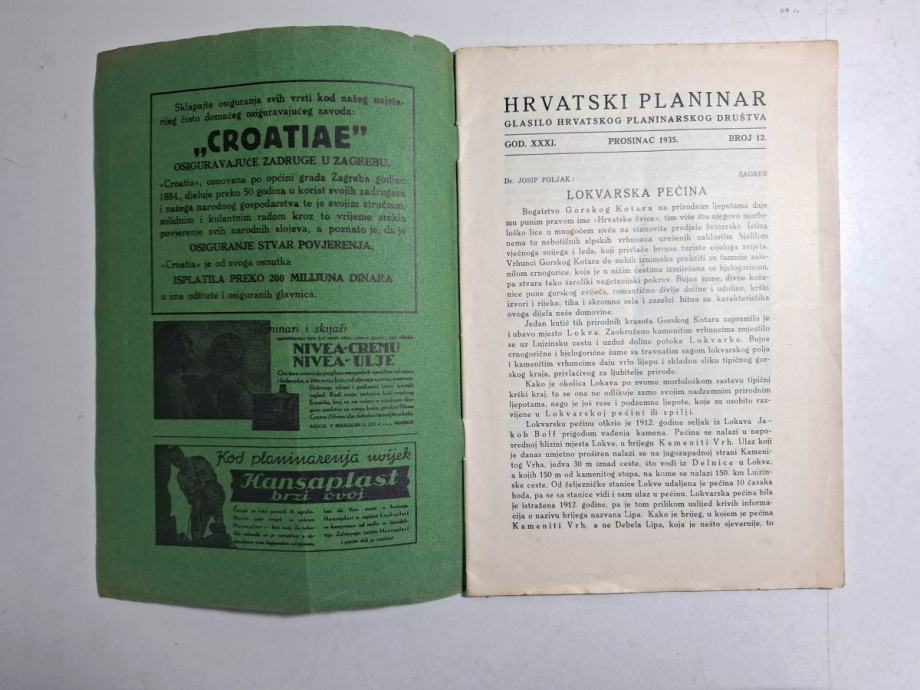 Sklapajte osiguranja svih vrsti kod našeg najsta-
rijeg čisto domaćeg osiguravajućeg zavoda:
„CROATIAE”
OSIGURAVAJUĆE ZADRUGE U ZAGREBU.
»Croatia«, osnovana po općini grada Zagreba godine
1884., djeluje preko 50 godina u korist svojih zadrugara
i našega narodnog gospodarstva te je svojim stručnim,
solidnim i kulantnim radom kroz to vrijeme stekla
povjerenje svih narodnih slojeva, a poznato je, da je
OSIGURANJE STVAR POVJERENJA,
»Croatia« je od svoga osnutka
ISPLATILA PREKO 200 MILIJUNA DINARA
u ime odštete i osiguranih glavnica.
Planinari i skijaši
NIVEA-CREMU
NIVEA-ULJE
Kod planinarenja uvijek
Hansaplast
brzi ovoj
HRVATSKI PLANINAR
GLASILO HRVATSKOG PLANINARSKOG DRUŠTVA
GOD. XXXI. PROSINAC 1935. BROJ 12.
Dr. JOSIP POLJAK: ZAGREB
LOKVARSKA PEĆINA
Bogatstvo Gorskog Kotara na prirodnim ljepotama daje
mu punim pravom ime »Hrvatske Švice«, tim više što njegovo morfo-
loško lice u mnogočem sjeća na stanovite predjele Švicarske. Istina
nema tu nebotičnih alpskih vrhunaca urešenih caklastim bjelilom
vječnoga snijega i leda, koji privlače brojne turiste cijeloga svijeta.
Vrhunci Gorskog Kotara do nekih iznimaka prekriti su tamnim zele-
nilom crnogorice, koja je u nižim čestima izmiješana sa bjelogoricom,
pa stvara tako šaroliki vegetacijski pokrov. Bujne šume, divne koša-
nice pune gorskog cvijeća, romantično divlje doline i udoline, krški
izvori i rijeke, tiha i skromna sela i zaselci bitna su karakteristika
ovoga dijela naše domovine.
Jedan kutić tih prirodnih krasota Gorskog Kotara zapremilo je
i ubavo mjesto Lokve. Zaokruženo kamenitim vrhuncima smjestilo
se uz Lujzinsku cestu i uzduž doline potoka Lokvarke. Bujne
crnogorične i bjelogorične šume sa travnatim sagom lokvarskog polja
i kamenitim vrhuncima daju vrlo lijepu i skladnu sliku tipičnog gor-
skog kraja, privlačivog za ljubitelje prirode.
Kako je okolica Lokava po svome morfološkom sastavu tipični
krški kraj, to se ona ne odlikuje samo svojim nadzemnim prirodnim
ljepotama, nego je još rese i podzemne ljepote, koje su osobito raz-
vijene u Lokvarskoj pećini ili spilji.
Lokvarsku pećinu otkrio je 1912. godine seljak iz Lokava Ja-
kob Bolf prigodom vađenja kamena. Pećina se nalazi u nepo-
srednoj blizini mjesta Lokve, u brijegu Kameniti Vrh. Ulaz koji
je danas umjetno proširen nalazi se na jugozapadnoj strani Kameni-
tog Vrha, jedva 30 m iznad ceste, što vodi iz Delnice u Lokve,
a kojih 150 m od kamenitog stupa, na kome se nalazi 150. km Lujzin-
ske ceste. Od željezničke stanice Lokve udaljena je pećina 10 časaka
hoda, pa se sa stanice vidi i sam ulaz u pećinu. Lokvarska pećina bila
je istražena 1912. godine, pa je tom prilikom uslijed krivih informa-
cija o nazivu brijega nazvana Lipa. Kako je brijeg, u kojem je pećina
Kameniti Vrh, a ne Debela Lipa, koja je nešto sjevernije, to